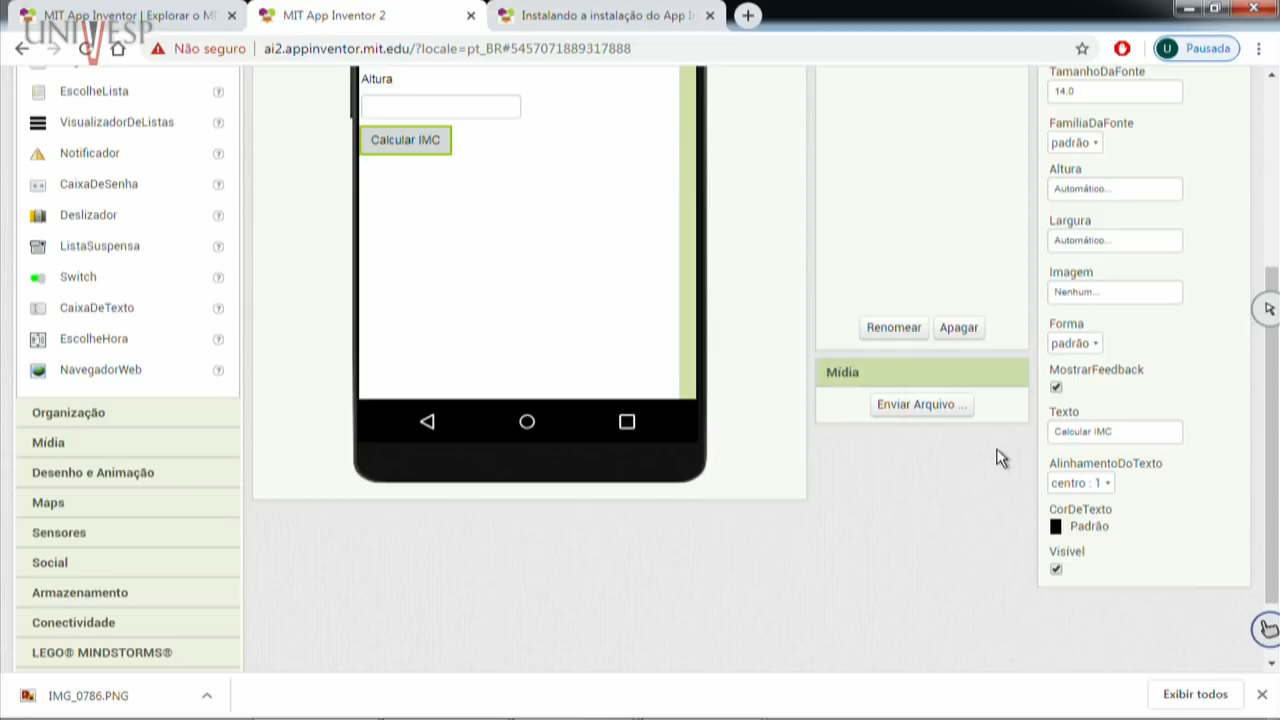 MIT App Inventor | Explorar o MI
MIT App Inventor 2
Instalando a instalação do App I
UNIVESP
Não seguro
ai2.appinventor.mit.edu/?locale=pt_BR#5457071889317888
U
Pausada
EscolheLista
VisualizadorDeListas
Notificador
CaixaDeSenha
Deslizador
ListaSuspensa
Switch
CaixaDeTexto
EscolheHora
NavegadorWeb
Organização
Mídia
Desenho e Animação
Maps
Sensores
Social
Armazenamento
Conectividade
LEGO® MINDSTORMS®
Altura
Calcular IMC
Renomear
Apagar
Mídia
Enviar Arquivo ...
TamanhoDaFonte
14.0
FamiliaDaFonte
padrão
Altura
Automático...
Largura
Automático...
Imagem
Nenhum...
Forma
padrão
MostrarFeedback
Texto
Calcular IMC
AlinhamentoDoTexto
centro : 1
CorDeTexto
Padrão
Visível
IMG_0786.PNG
Exibir todos